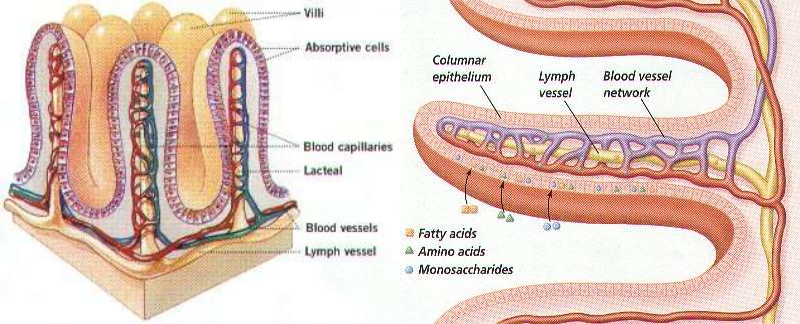 Villi
Absorptive cells
Blood capillaries
Lacteal
Blood vessels
Lymph vessel
Columnar
epithelium
Lymph
vessel
Blood vessel
network
Fatty acids
Amino acids
Monosaccharides